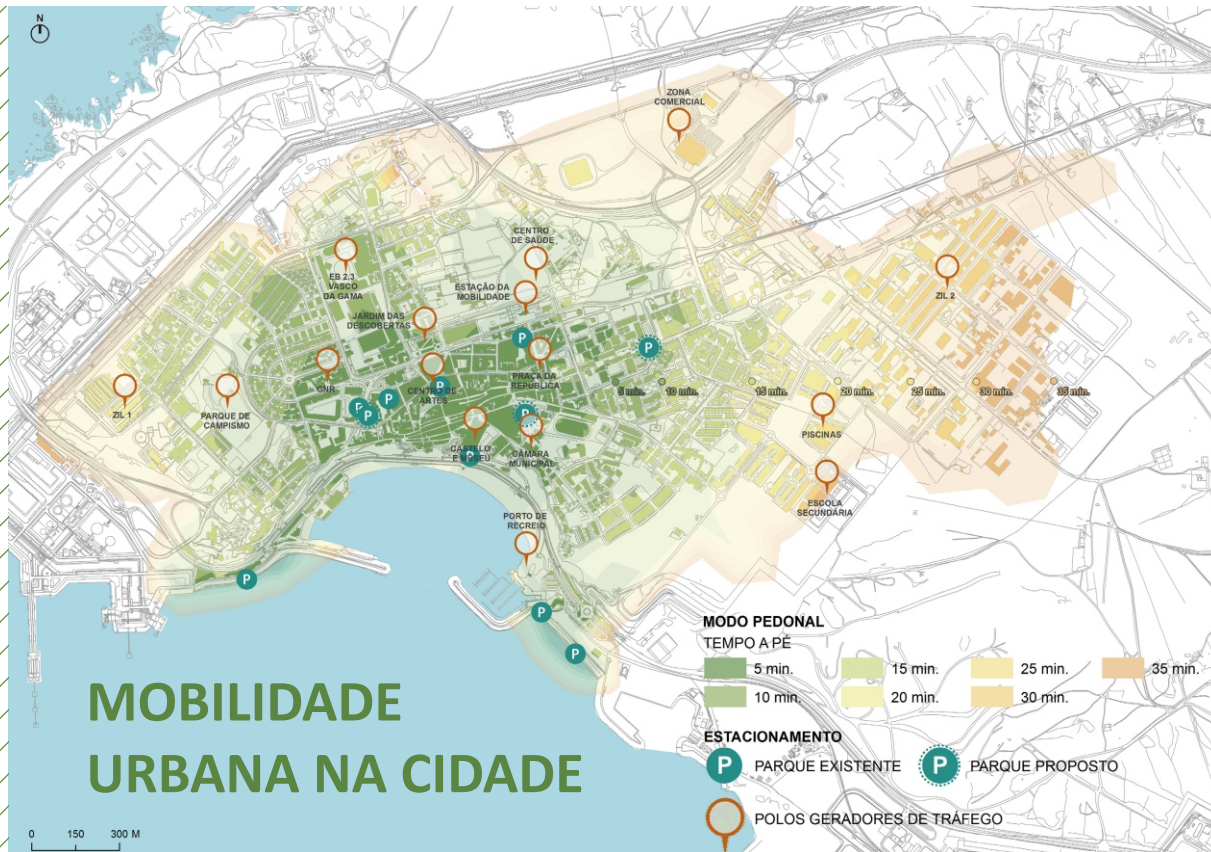 N
ZONA
COMERCIAL
CENTRO
DE SAÚDE
EB 2,3
VASCO
DA GAMA
ESTAÇÃO DA
MOBILIDADE
ZIL 2
JARDIM DAS
DESCOBERTAS
P
P
PRAÇA DA
REPÚBLICA
GNR
CENTRO DE
ARTES
P
5 min.
10 min.
15 min.
20 min.
25 min.
30 min.
35 min.
ZIL 1
PARQUE DE
CAMPISMO
P
P
P
P
PISCINAS
CASTELO
E MUSEU
P
CÂMARA
MUNICIPAL
ESCOLA
SECUNDÁRIA
PORTO DE
RECREIO
P
P
P
MOBILIDADE
URBANA NA CIDADE
0 150 300 M
MODO PEDONAL
TEMPO A PÉ
5 min. 15 min. 25 min. 35 min.
10 min. 20 min. 30 min.
ESTACIONAMENTO
P PARQUE EXISTENTE P PARQUE PROPOSTO
POLOS GERADORES DE TRÁFEGO